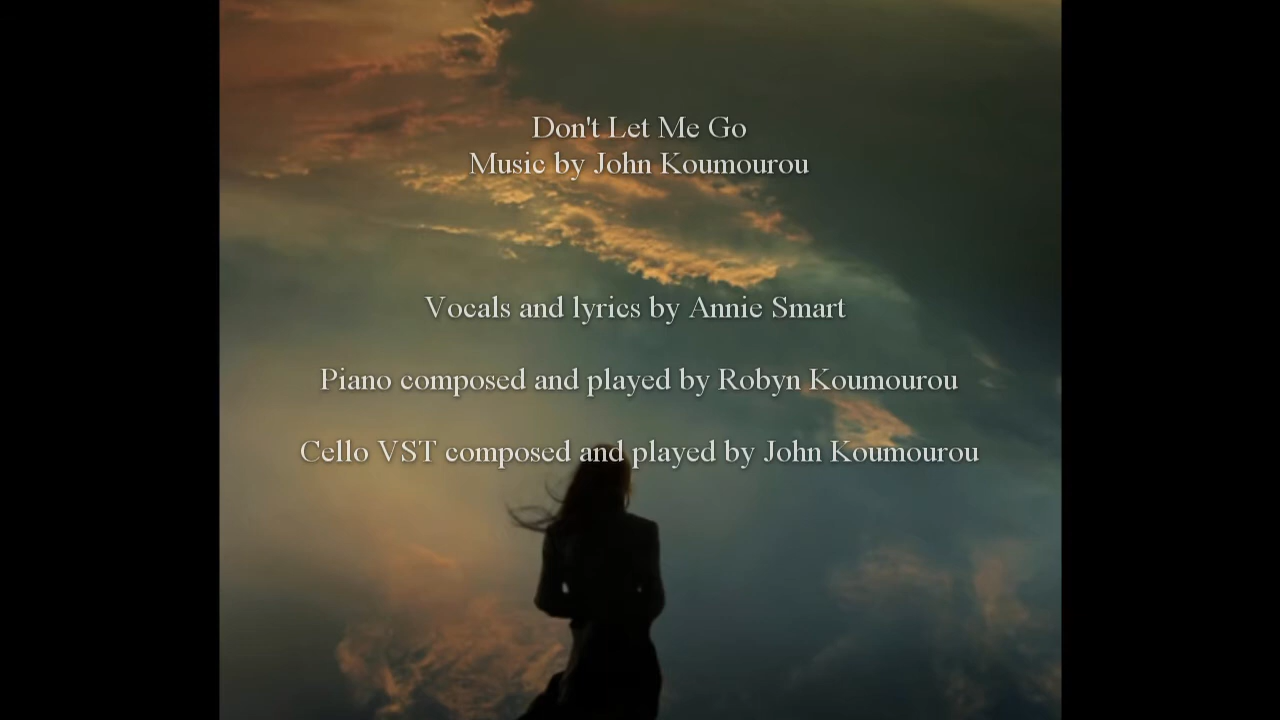 Don't Let Me Go
Music by John Koumourou
Vocals and lyrics by Annie Smart
Piano composed and played by Robyn Koumourou
Cello VST composed and played by John Koumourou